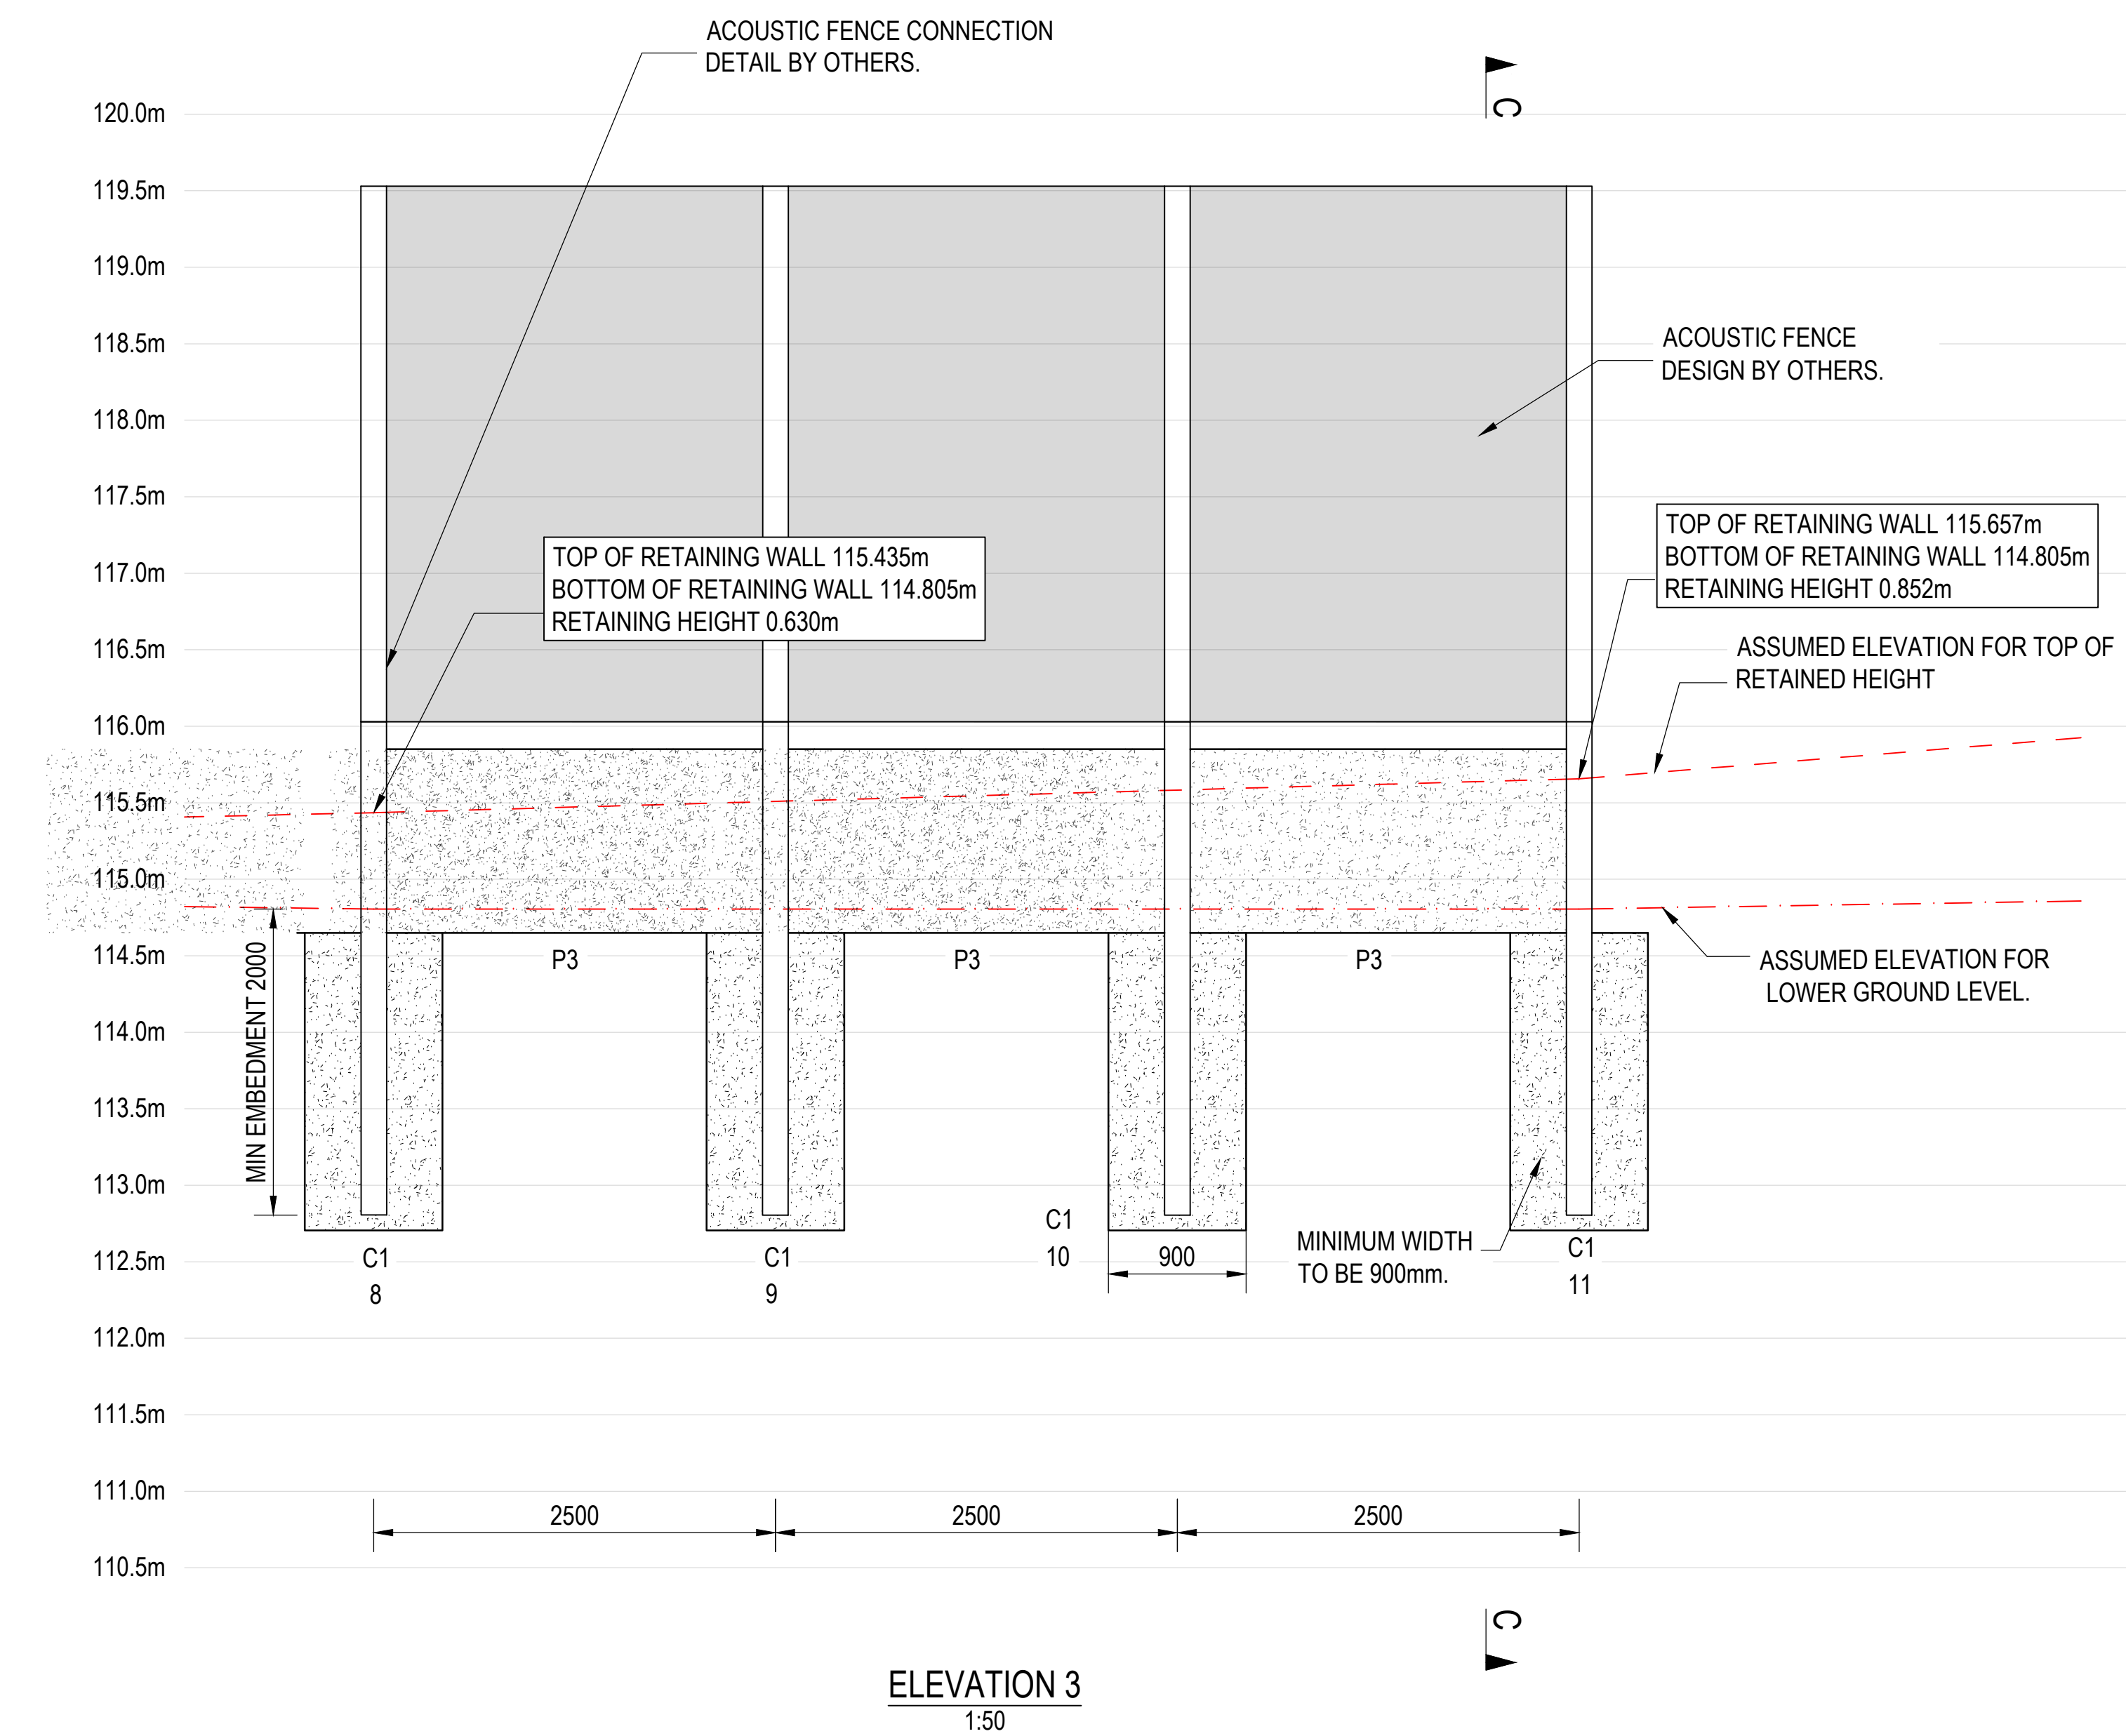 ACOUSTIC FENCE CONNECTION
DETAIL BY OTHERS.
C
120.0m
119.5m
119.0m
118.5m
118.0m
117.5m
117.0m
116.5m
116.0m
115.5m
115.0m
114.5m
114.0m
113.5m
113.0m
112.5m
112.0m
111.5m
111.0m
110.5m
ACOUSTIC FENCE
DESIGN BY OTHERS.
TOP OF RETAINING WALL 115.435m
BOTTOM OF RETAINING WALL 114.805m
RETAINING HEIGHT 0.630m
TOP OF RETAINING WALL 115.657m
BOTTOM OF RETAINING WALL 114.805m
RETAINING HEIGHT 0.852m
ASSUMED ELEVATION FOR TOP OF
RETAINED HEIGHT
MIN EMBEDMENT 2000
P3
P3
P3
ASSUMED ELEVATION FOR
LOWER GROUND LEVEL.
C1
8
C1
9
C1
10
900
MINIMUM WIDTH
TO BE 900mm.
C1
11
2500
2500
2500
C
ELEVATION 3
1:50